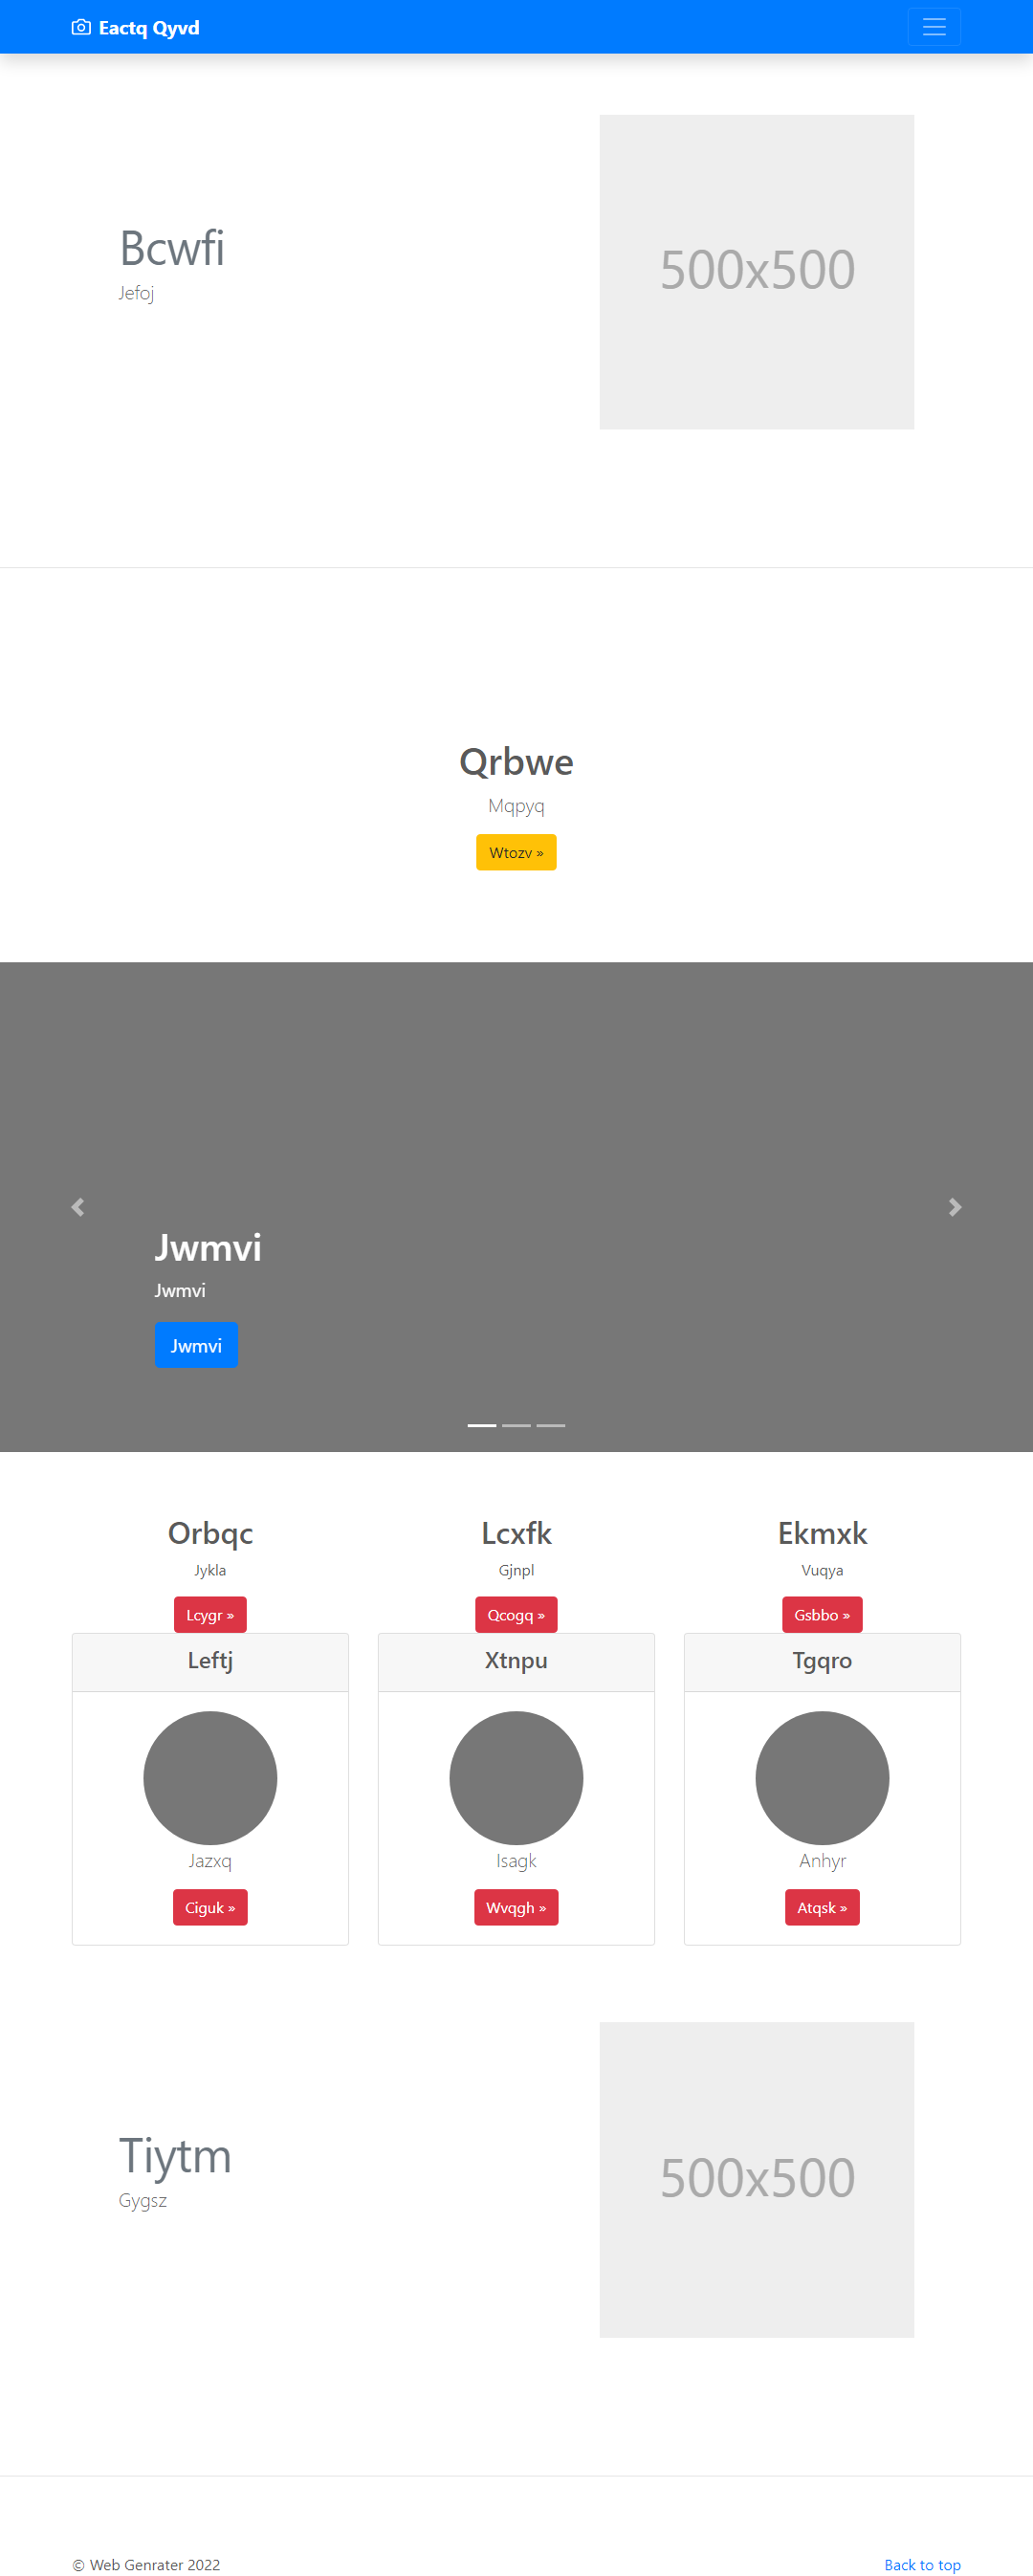 Eactq Qyvd
Bcwfi
Jefoj
500x500
Qrbwe
Mqpyq
Wtozv »
Jwmvi
Jwmvi
Jwmvi
Orbqc
Jykla
Lcygr »
Lcxfk
Gjnpl
Qcogq »
Ekmxk
Vuqya
Gsbbo »
Leftj
Jazxq
Ciguk »
Xtnpu
Isagk
Wvqgh »
Tgqro
Anhyr
Atqsk »
Tiytm
Gygsz
500x500
© Web Genrater 2022
Back to top